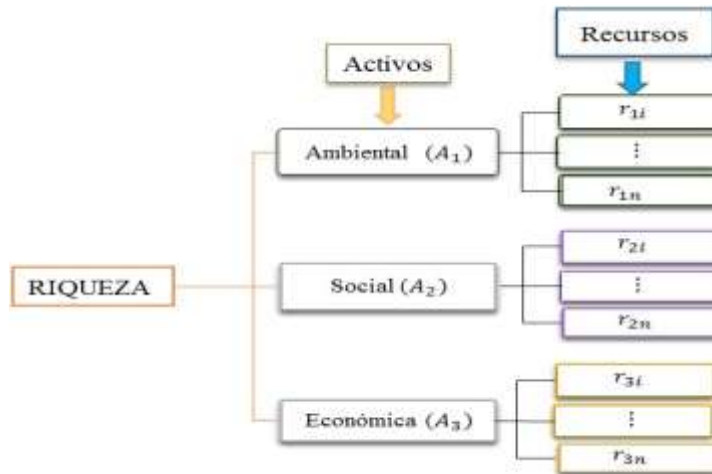 Recursos
Activos
r₁ᵢ
Ambiental (A₁)
⋮
r₁ₙ
r₂ᵢ
RIQUEZA
Social (A₂)
⋮
r₂ₙ
r₃ᵢ
Económica (A₃)
⋮
r₃ₙ